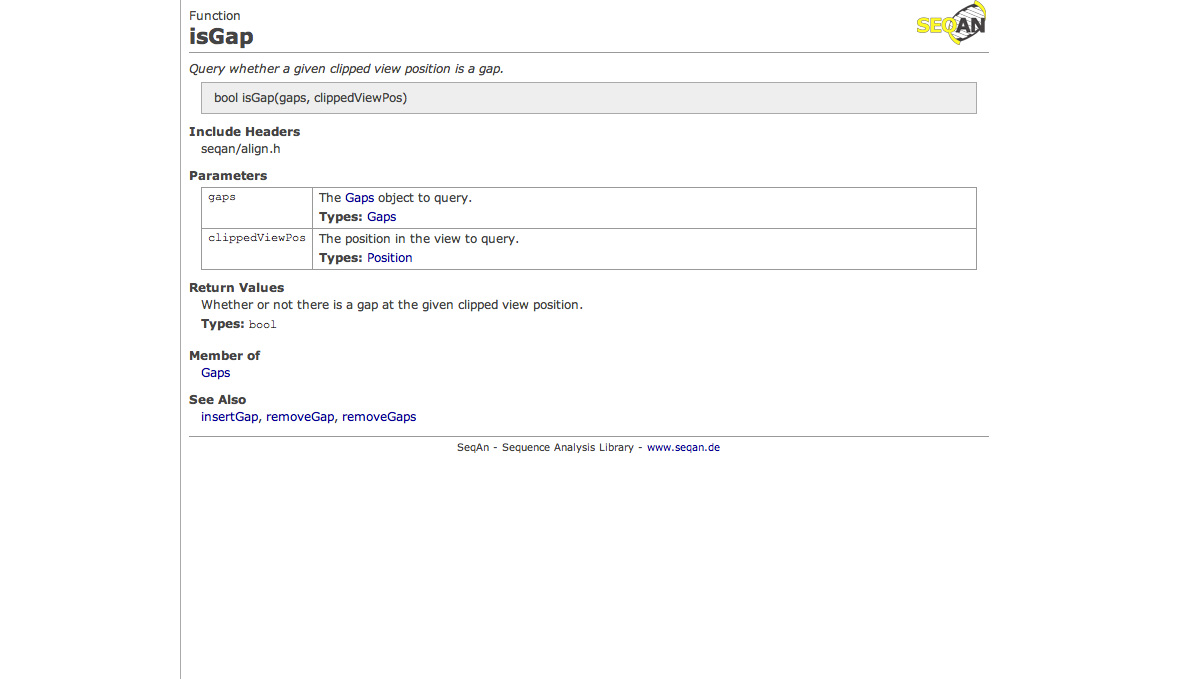 Function
SEQAN
isGap
Query whether a given clipped view position is a gap.
bool isGap(gaps, clippedViewPos)
Include Headers
seqan/align.h
Parameters
gaps
The Gaps object to query.
Types: Gaps
clippedViewPos
The position in the view to query.
Types: Position
Return Values
Whether or not there is a gap at the given clipped view position.
Types: bool
Member of
Gaps
See Also
insertGap, removeGap, removeGaps
SeqAn - Sequence Analysis Library - www.seqan.de